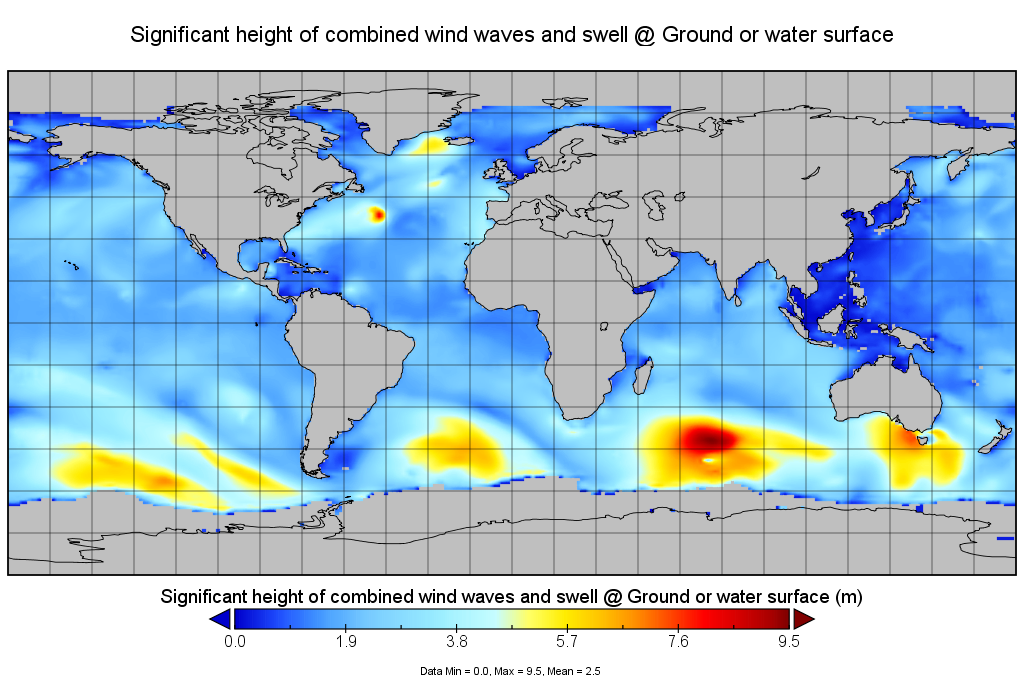 Significant height of combined wind waves and swell @ Ground or water surface
Significant height of combined wind waves and swell @ Ground or water surface (m)
0.0 1.9 3.8 5.7 7.6 9.5
Data Min = 0.0, Max = 9.5, Mean = 2.5